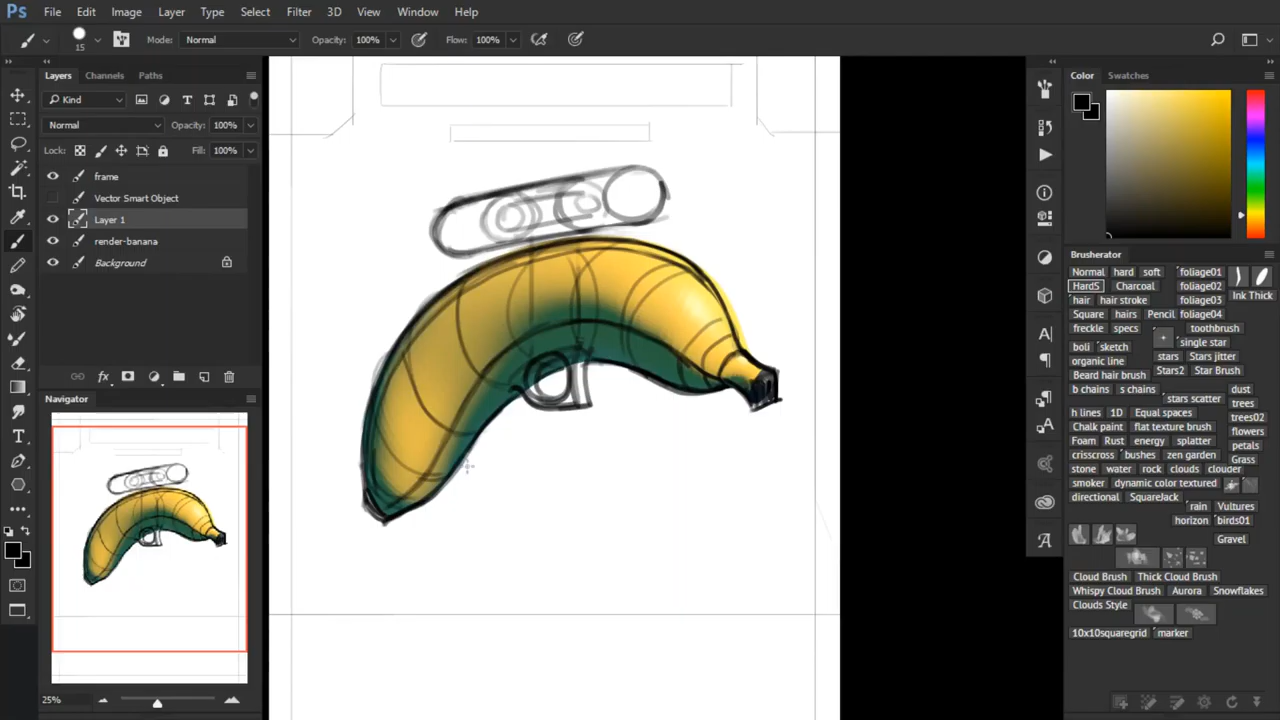 Ps File Edit Image Layer Type Select Filter 3D View Window Help
15 Mode: Normal Opacity: 100% Flow: 100%
Layers Channels Paths
Kind
Normal Opacity: 100%
Lock: Fill: 100%
frame
Vector Smart Object
Layer 1
render-banana
Background
fx
Navigator
25%
Color Swatches
Brusherator
Normal hard soft foliage01
HardS Charcoal foliage02
Ink Thick
hair hair stroke foliage03
Square hairs Pencil foliage04
freckle specs toothbrush
single star
boli sketch
stars Stars jitter
organic line
Stars2 Star Brush
Beard hair brush
b chains s chains dust
stars scatter trees
h lines 1D Equal spaces trees02
Chalk paint flat texture brush flowers
Foam Rust energy splatter petals
crisscross bushes zen garden Grass
stone water rock clouds clouder
smoker dynamic color textured
directional SquareJack
rain Vultures
horizon birds01
Gravel
Cloud Brush Thick Cloud Brush
Whispy Cloud Brush Aurora Snowflakes
Clouds Style
10x10squaregrid marker